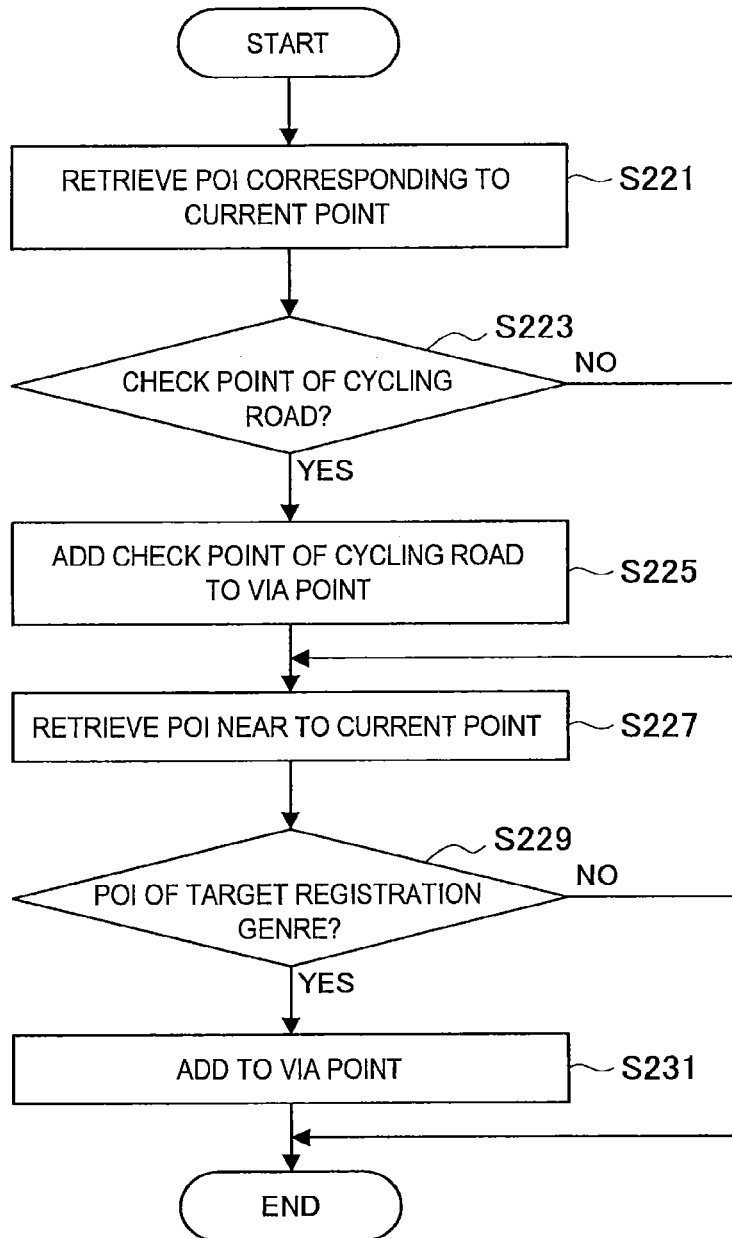 START
RETRIEVE POI CORRESPONDING TO
CURRENT POINT
S221
S223
CHECK POINT OF CYCLING
ROAD?
NO
YES
ADD CHECK POINT OF CYCLING ROAD
TO VIA POINT
S225
RETRIEVE POI NEAR TO CURRENT POINT
S227
S229
POI OF TARGET REGISTRATION
GENRE?
NO
YES
ADD TO VIA POINT
S231
END